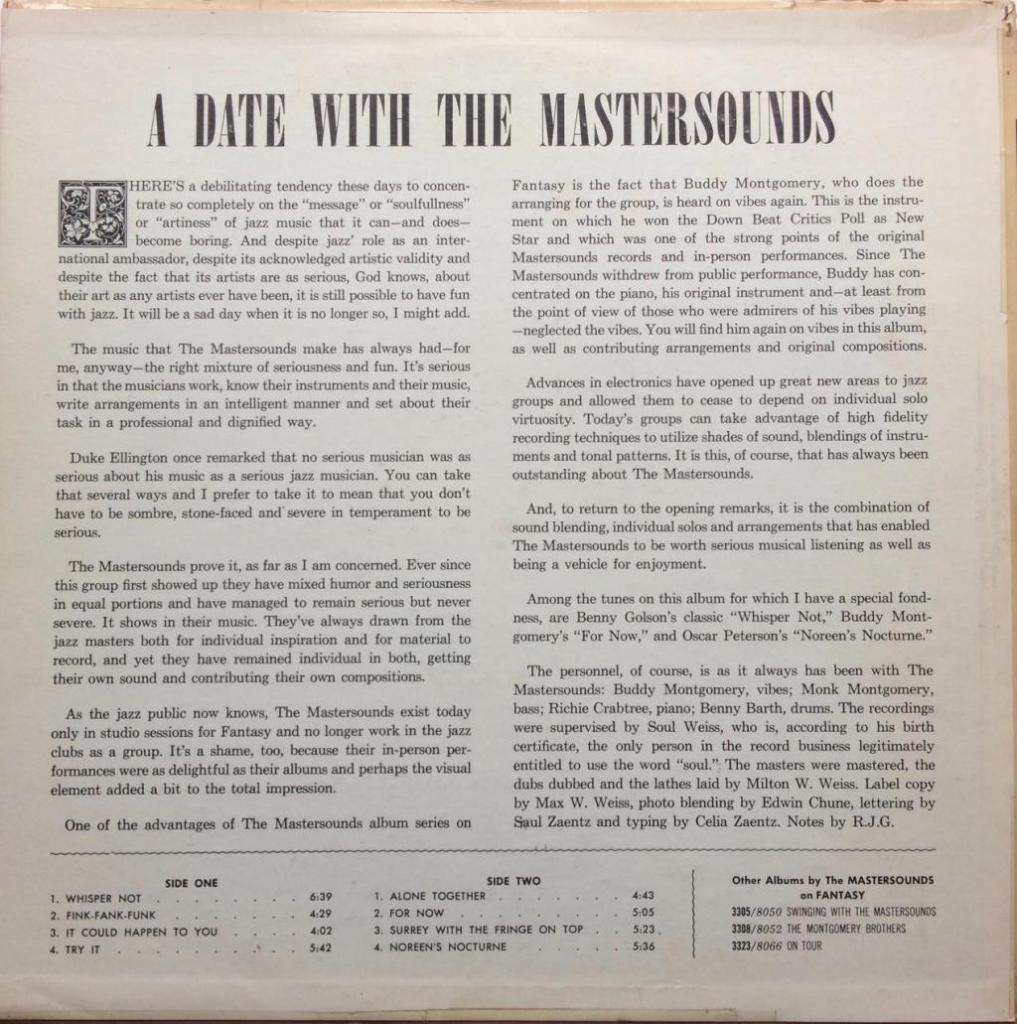 A DATE WITH THE MASTERSOUNDS
THERE'S a debilitating tendency these days to concen-
trate so completely on the “message” or “soulfullness”
or “artiness” of jazz music that it can—and does—
become boring. And despite jazz' role as an inter-
national ambassador, despite its acknowledged artistic validity and
despite the fact that its artists are as serious, God knows, about
their art as any artists ever have been, it is still possible to have fun
with jazz. It will be a sad day when it is no longer so, I might add.
The music that The Mastersounds make has always had—for
me, anyway—the right mixture of seriousness and fun. It's serious
in that the musicians work, know their instruments and their music,
write arrangements in an intelligent manner and set about their
task in a professional and dignified way.
Duke Ellington once remarked that no serious musician was as
serious about his music as a serious jazz musician. You can take
that several ways and I prefer to take it to mean that you don't
have to be sombre, stone-faced and severe in temperament to be
serious.
The Mastersounds prove it, as far as I am concerned. Ever since
this group first showed up they have mixed humor and seriousness
in equal portions and have managed to remain serious but never
severe. It shows in their music. They've always drawn from the
jazz masters both for individual inspiration and for material to
record, and yet they have remained individual in both, getting
their own sound and contributing their own compositions.
As the jazz public now knows, The Mastersounds exist today
only in studio sessions for Fantasy and no longer work in the jazz
clubs as a group. It's a shame, too, because their in-person per-
formances were as delightful as their albums and perhaps the visual
element added a bit to the total impression.
One of the advantages of The Mastersounds album series on
Fantasy is the fact that Buddy Montgomery, who does the
arranging for the group, is heard on vibes again. This is the instru-
ment on which he won the Down Beat Critics Poll as New
Star and which was one of the strong points of the original
Mastersounds records and in-person performances. Since The
Mastersounds withdrew from public performance, Buddy has con-
centrated on the piano, his original instrument and—at least from
the point of view of those who were admirers of his vibes playing
—neglected the vibes. You will find him again on vibes in this album,
as well as contributing arrangements and original compositions.
Advances in electronics have opened up great new areas to jazz
groups and allowed them to cease to depend on individual solo
virtuosity. Today's groups can take advantage of high fidelity
recording techniques to utilize shades of sound, blendings of instru-
ments and tonal patterns. It is this, of course, that has always been
outstanding about The Mastersounds.
And, to return to the opening remarks, it is the combination of
sound blending, individual solos and arrangements that has enabled
The Mastersounds to be worth serious musical listening as well as
being a vehicle for enjoyment.
Among the tunes on this album for which I have a special fond-
ness, are Benny Golson's classic “Whisper Not,” Buddy Mont-
gomery's “For Now,” and Oscar Peterson's “Noreen's Nocturne.”
The personnel, of course, is as it always has been with The
Mastersounds: Buddy Montgomery, vibes; Monk Montgomery,
bass; Richie Crabtree, piano; Benny Barth, drums. The recordings
were supervised by Soul Weiss, who is, according to his birth
certificate, the only person in the record business legitimately
entitled to use the word “soul.” The masters were mastered, the
dubs dubbed and the lathes laid by Milton W. Weiss. Label copy
by Max W. Weiss, photo blending by Edwin Chune, lettering by
Saul Zaentz and typing by Celia Zaentz. Notes by R.J.G.
SIDE ONE
1. WHISPER NOT . . . . . . . . 6:39
2. FINK-FANK-FUNK . . . . . . . 4:29
3. IT COULD HAPPEN TO YOU . . . . 4:02
4. TRY IT . . . . . . . . . . 5:42
SIDE TWO
1. ALONE TOGETHER . . . . . . . 4:43
2. FOR NOW . . . . . . . . . 5:05
3. SURREY WITH THE FRINGE ON TOP . . 5:23
4. NOREEN'S NOCTURNE . . . . . 5:36
Other Albums by The MASTERSOUNDS
on FANTASY
3305/8050 SWINGING WITH THE MASTERSOUNDS
3308/8052 THE MONTGOMERY BROTHERS
3323/8066 ON TOUR